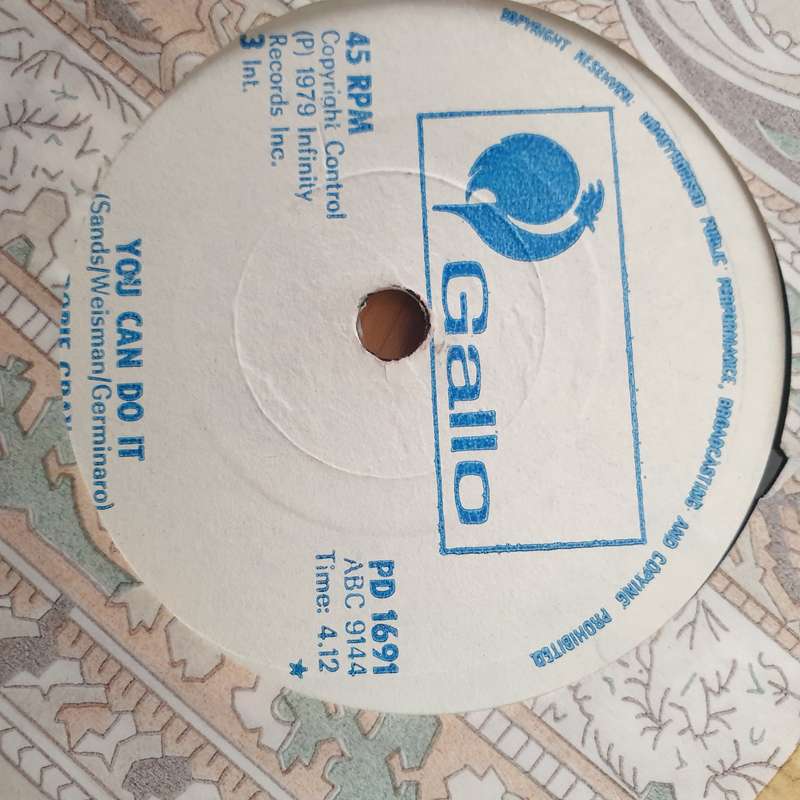 COPYRIGHT RESERVED. UNAUTHORISED PUBLIC PERFORMANCE, BROADCASTING AND COPYING PROHIBITED
Gallo
45 RPM
Copyright Control
(P) 1979 Infinity
Records Inc.
3 Int.
PD 1691
ABC 9144
Time: 4.12
YOU CAN DO IT
(Sands/Weisman/Germinaro)